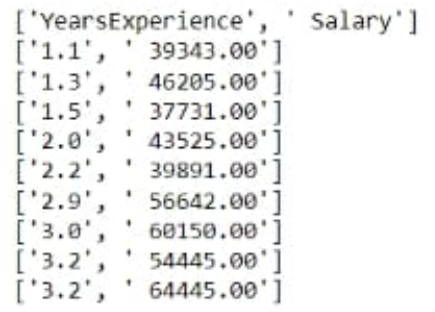 ['YearsExperience', ' Salary']
['1.1', ' 39343.00']
['1.3', ' 46205.00']
['1.5', ' 37731.00']
['2.0', ' 43525.00']
['2.2', ' 39891.00']
['2.9', ' 56642.00']
['3.0', ' 60150.00']
['3.2', ' 54445.00']
['3.2', ' 64445.00']